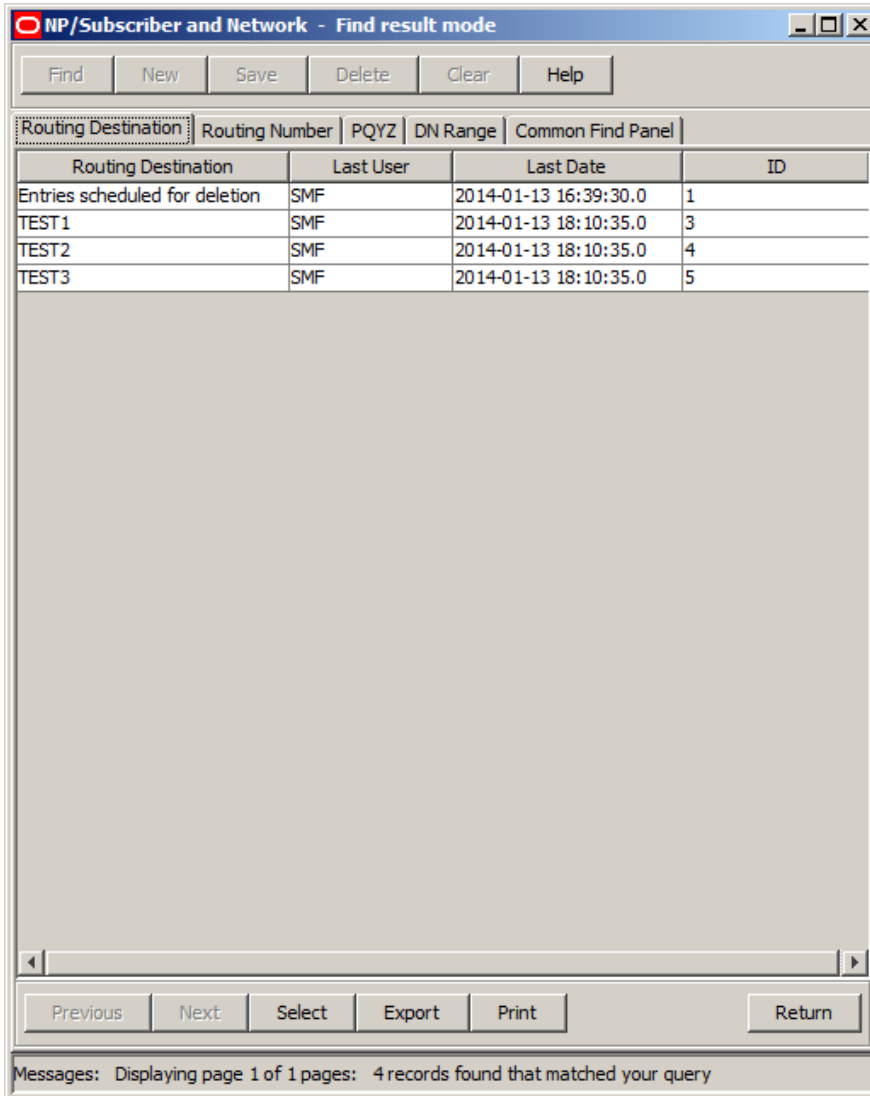 NP/Subscriber and Network - Find result mode
Find New Save Delete Clear Help
Routing Destination Routing Number PQYZ DN Range Common Find Panel
Routing Destination Last User Last Date ID
Entries scheduled for deletion SMF 2014-01-13 16:39:30.0 1
TEST1 SMF 2014-01-13 18:10:35.0 3
TEST2 SMF 2014-01-13 18:10:35.0 4
TEST3 SMF 2014-01-13 18:10:35.0 5
Previous Next Select Export Print Return
Messages: Displaying page 1 of 1 pages: 4 records found that matched your query